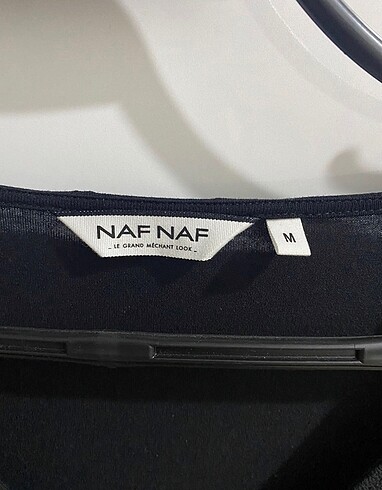 NAF NAF
- LE GRAND MÉCHANT LOOK -
M